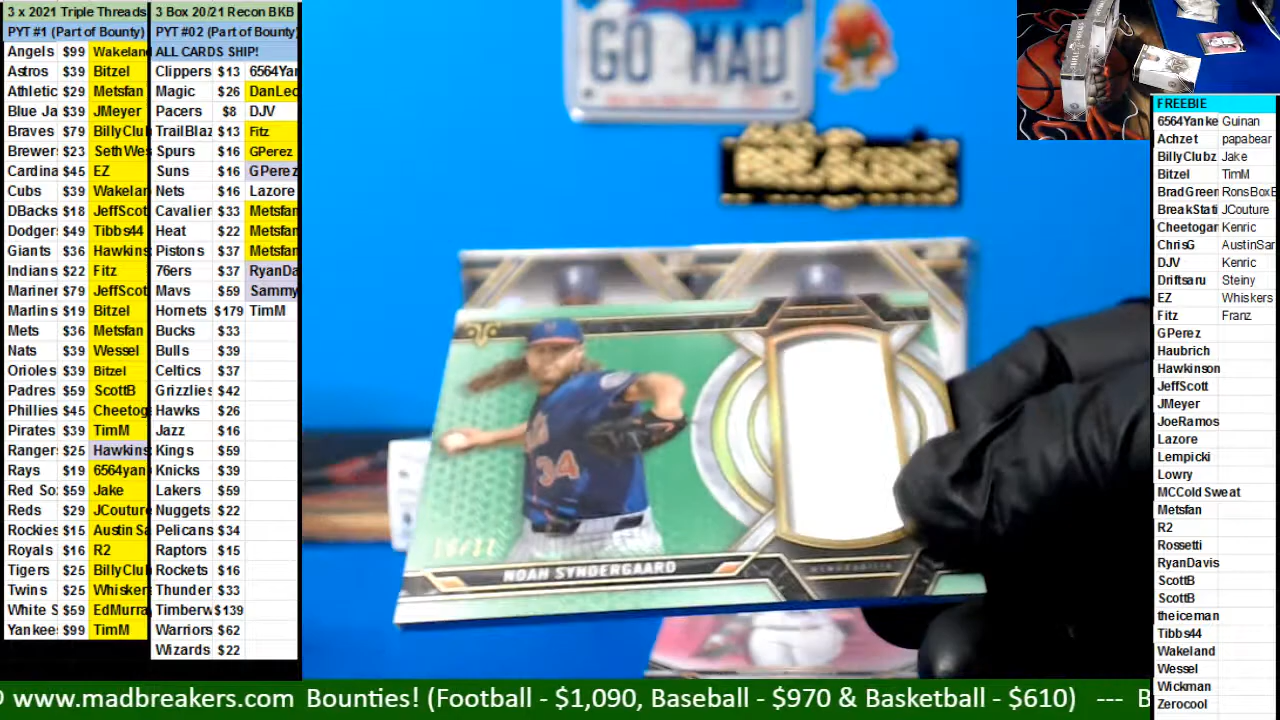 3 x 2021 Triple Threads
PYT #1 (Part of Bounty)
Angels $99 Wakeland
Astros $39 Bitzel
Athletic $29 Metsfan
Blue Ja $39 JMeyer
Braves $79 BillyClub
Brewer $23 SethWes
Cardina $45 EZ
Cubs $39 Wakelan
DBacks $18 JeffScot
Dodger $49 Tibbs44
Giants $36 Hawkins
Indians $22 Fitz
Mariner $79 JeffScot
Marlins $19 Bitzel
Mets $36 Metsfan
Nats $39 Wessel
Orioles $39 Bitzel
Padres $59 ScottB
Phillies $45 Cheetog
Pirates $39 TimM
Ranger $25 Hawkins
Rays $19 6564yan
Red So $59 Jake
Reds $29 JCouture
Rockies $15 Austin Sa
Royals $16 R2
Tigers $25 BillyClu
Twins $25 Whisker
White S $59 EdMurra
Yankee $99 TimM
3 Box 20/21 Recon BKB
PYT #02 (Part of Bounty)
ALL CARDS SHIP!
Clippers $13 6564Yar
Magic $26 DanLeo
Pacers $8 DJV
TrailBlaz $13 Fitz
Spurs $16 GPerez
Suns $16 GPerez
Nets $16 Lazore
Cavalier $33 Metsfan
Heat $22 Metsfan
Pistons $37 Metsfan
76ers $37 RyanDa
Mavs $59 Sammy
Hornets $179 TimM
Bucks $33
Bulls $39
Celtics $37
Grizzlies $42
Hawks $26
Jazz $16
Kings $59
Knicks $39
Lakers $59
Nuggets $22
Pelicans $34
Raptors $15
Rockets $16
Thunder $33
Timberw $139
Warriors $62
Wizards $22
GO MAD
34
NOAH SYNDERGAARD
FREEBIE
6564Yanke Guinan
Achzet papabear
BillyClubz Jake
Bitzel TimM
BradGreen RonsBoxB
BreakStati JCouture
Cheetogar Kenric
ChrisG AustinSar
DJV Kenric
Driftsaru Steiny
EZ Whiskers
Fitz Franz
GPerez
Haubrich
Hawkinson
JeffScott
JMeyer
JoeRamos
Lazore
Lempicki
Lowry
MCCold Sweat
Metsfan
R2
Rossetti
RyanDavis
ScottB
ScottB
theiceman
Tibbs44
Wakeland
Wessel
Wickman
Zerocool
www.madbreakers.com Bounties! (Football - $1,090, Baseball - $970 & Basketball - $610) --- B